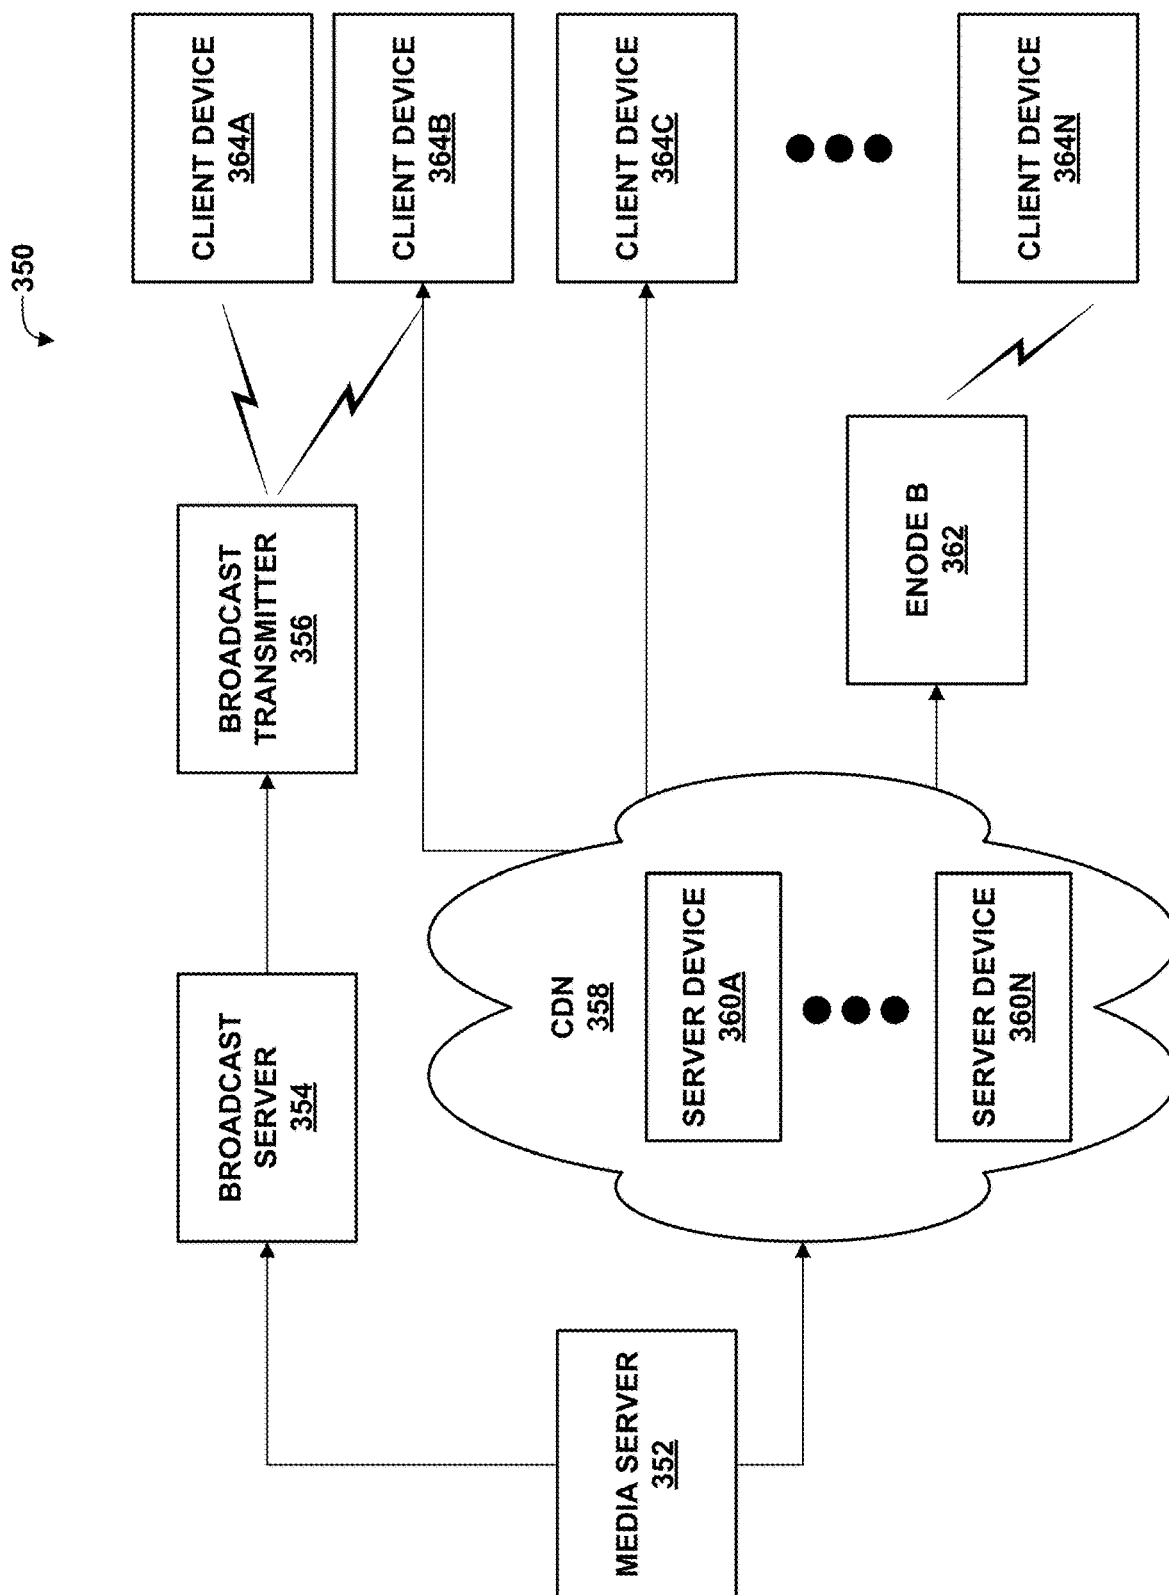 350
MEDIA SERVER
352
BROADCAST
SERVER
354
BROADCAST
TRANSMITTER
356
CDN
358
SERVER DEVICE
360A
SERVER DEVICE
360N
ENODE B
362
CLIENT DEVICE
364A
CLIENT DEVICE
364B
CLIENT DEVICE
364C
CLIENT DEVICE
364N